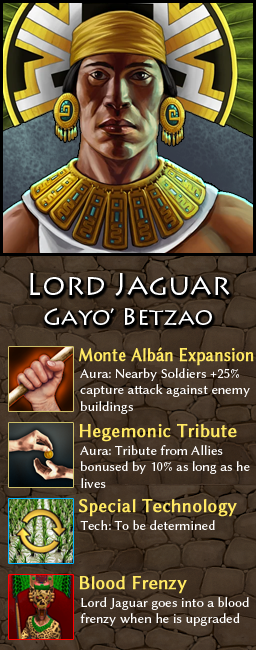 Lord Jaguar
Gayo' Betzao
Monte Albán Expansion
Aura: Nearby Soldiers +25%
capture attack against enemy
buildings
Hegemonic Tribute
Aura: Tribute from Allies
bonused by 10% as long as he
lives
Special Technology
Tech: To be determined
Blood Frenzy
Lord Jaguar goes into a blood
frenzy when he is upgraded